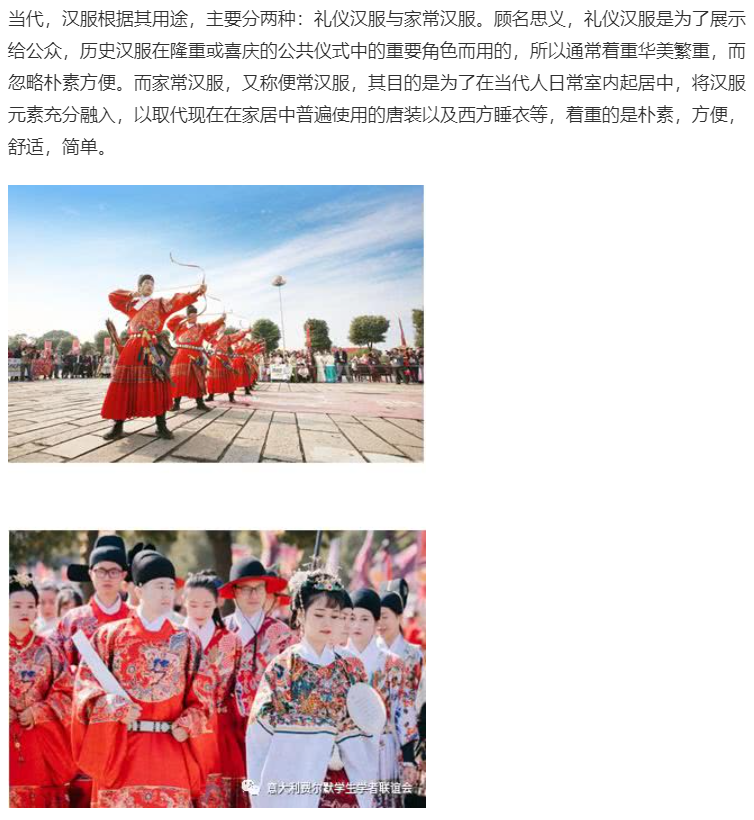 当代，汉服根据其用途，主要分两种：礼仪汉服与家常汉服。顾名思义，礼仪汉服是为了展示
给公众，历史汉服在隆重或喜庆的公共仪式中的重要角色而用的，所以通常着重华美繁重，而
忽略朴素方便。而家常汉服，又称便常汉服，其目的是为了在当代人日常室内起居中，将汉服
元素充分融入，以取代现在在家居中普遍使用的唐装以及西方睡衣等，着重的是朴素，方便，
舒适，简单。
意大利费尔默学生学者联谊会